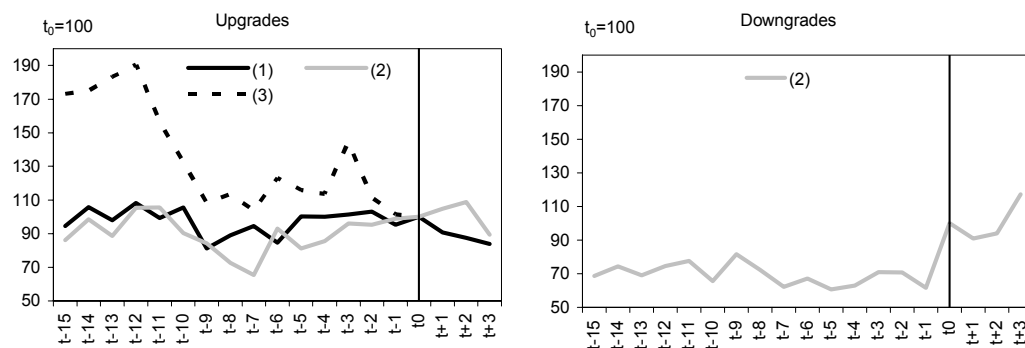 Upgrades
t0=100
190
170
150
130
110
90
70
50
(1)
(2)
(3)
t-15
t-14
t-13
t-12
t-11
t-10
t-9
t-8
t-7
t-6
t-5
t-4
t-3
t-2
t-1
t0
t+1
t+2
t+3
Downgrades
t0=100
190
170
150
130
110
90
70
50
(2)
t-15
t-14
t-13
t-12
t-11
t-10
t-9
t-8
t-7
t-6
t-5
t-4
t-3
t-2
t-1
t0
t+1
t+2
t+3